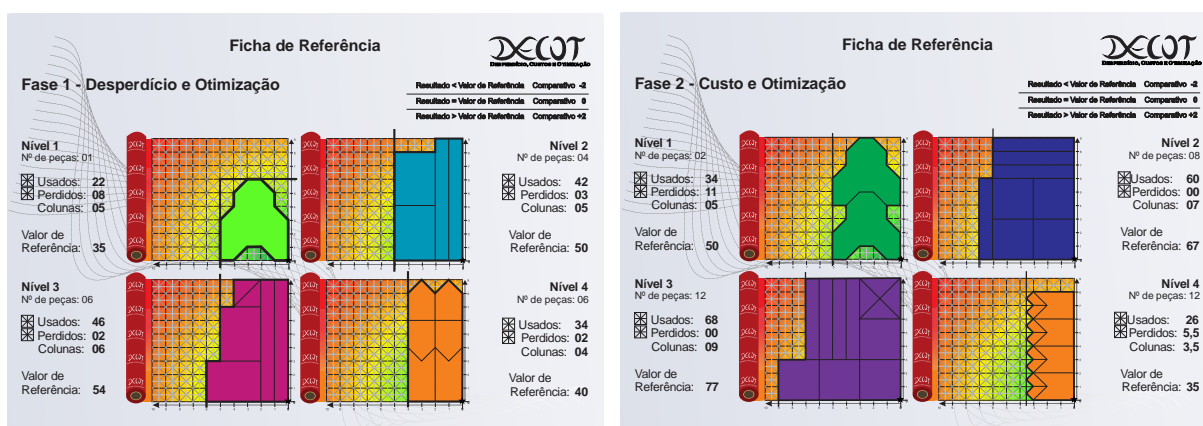 Ficha de Referência
DECOT
Desperdício, Custos e Otimização
Fase 1 - Desperdício e Otimização
Resultado < Valor de Referência Comparativo -2
Resultado = Valor de Referência Comparativo 0
Resultado > Valor de Referência Comparativo +2
Nível 1
Nº de peças: 01
Usados: 22
Perdidos: 08
Colunas: 05
Valor de
Referência: 35
Nível 2
Nº de peças: 04
Usados: 42
Perdidos: 03
Colunas: 05
Valor de
Referência: 50
Nível 3
Nº de peças: 06
Usados: 46
Perdidos: 02
Colunas: 06
Valor de
Referência: 54
Nível 4
Nº de peças: 06
Usados: 34
Perdidos: 02
Colunas: 04
Valor de
Referência: 40
Ficha de Referência
DECOT
Desperdício, Custos e Otimização
Fase 2 - Custo e Otimização
Resultado < Valor de Referência Comparativo -2
Resultado = Valor de Referência Comparativo 0
Resultado > Valor de Referência Comparativo +2
Nível 1
Nº de peças: 02
Usados: 34
Perdidos: 11
Colunas: 05
Valor de
Referência: 50
Nível 2
Nº de peças: 08
Usados: 60
Perdidos: 00
Colunas: 07
Valor de
Referência: 67
Nível 3
Nº de peças: 12
Usados: 68
Perdidos: 00
Colunas: 09
Valor de
Referência: 77
Nível 4
Nº de peças: 12
Usados: 26
Perdidos: 5,5
Colunas: 3,5
Valor de
Referência: 35